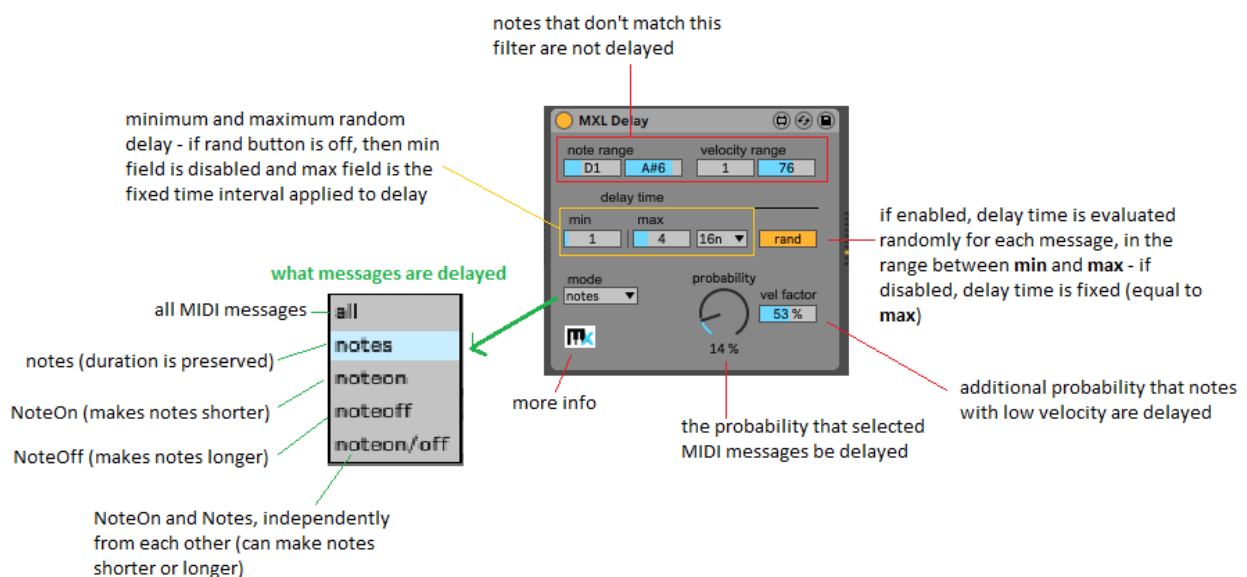 notes that don't match this
filter are not delayed
minimum and maximum random
delay - if rand button is off, then min
field is disabled and max field is the
fixed time interval applied to delay
MXL Delay
note range
velocity range
D1
A#6
1
76
delay time
min
max
1
4
16n
rand
if enabled, delay time is evaluated
randomly for each message, in the
range between min and max - if
disabled, delay time is fixed (equal to
max)
what messages are delayed
mode
notes
probability
vel factor
53 %
14 %
mx
all MIDI messages
all
notes (duration is preserved)
notes
NoteOn (makes notes shorter)
noteon
NoteOff (makes notes longer)
noteoff
noteon/off
more info
additional probability that notes
with low velocity are delayed
the probability that selected
MIDI messages be delayed
NoteOn and Notes, independently
from each other (can make notes
shorter or longer)